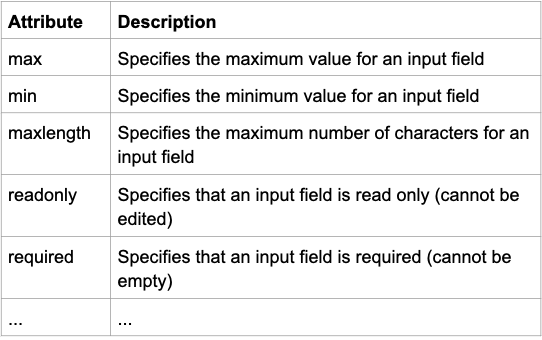 Attribute Description
max Specifies the maximum value for an input field
min Specifies the minimum value for an input field
maxlength Specifies the maximum number of characters for an
input field
readonly Specifies that an input field is read only (cannot be
edited)
required Specifies that an input field is required (cannot be
empty)
... ...